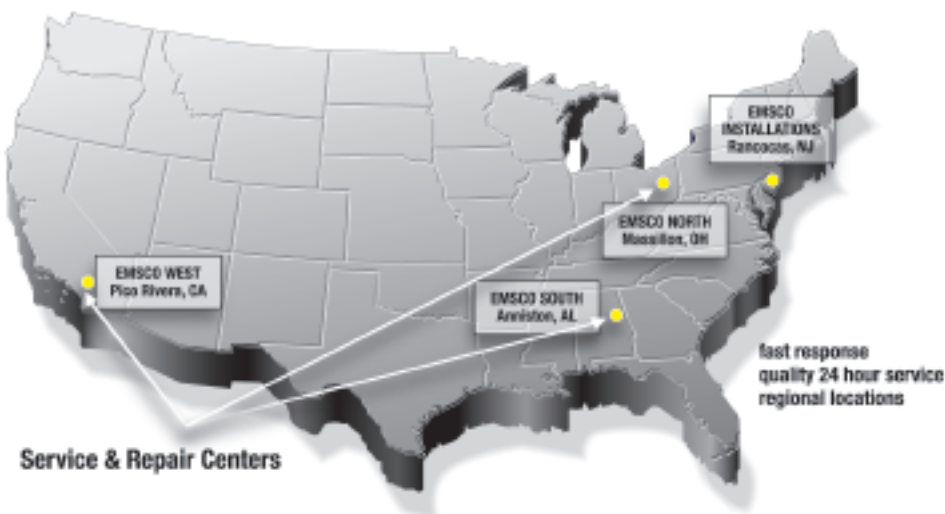 EMSCO
INSTALLATIONS
Rancocas, NJ
EMSCO NORTH
Massillon, OH
EMSCO WEST
Pico Rivera, CA
EMSCO SOUTH
Anniston, AL
fast response
quality 24 hour service
regional locations
Service & Repair Centers